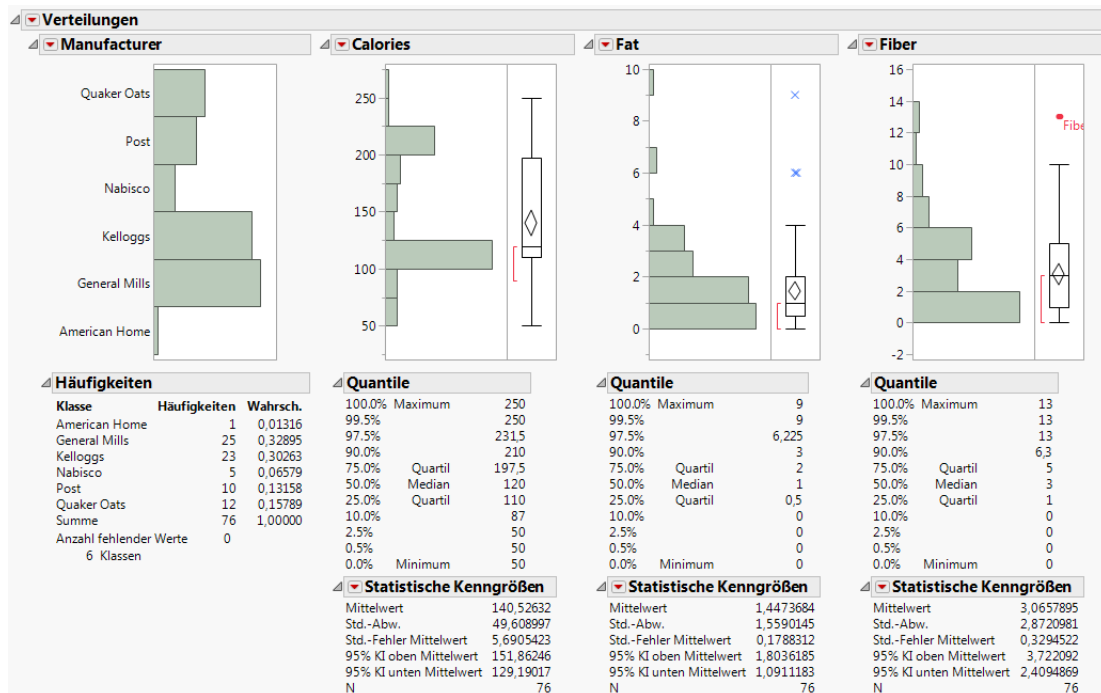 Verteilungen
Manufacturer
Quaker Oats
Post
Nabisco
Kelloggs
General Mills
American Home
Häufigkeiten
Klasse Häufigkeiten Wahrsch.
American Home 1 0,01316
General Mills 25 0,32895
Kelloggs 23 0,30263
Nabisco 5 0,06579
Post 10 0,13158
Quaker Oats 12 0,15789
Summe 76 1,00000
Anzahl fehlender Werte 0
6 Klassen
Calories
250
200
150
100
50
Quantile
100.0% Maximum 250
99.5% 250
97.5% 231,5
90.0% 210
75.0% Quartil 197,5
50.0% Median 120
25.0% Quartil 110
10.0% 87
2.5% 50
0.5% 50
0.0% Minimum 50
Statistische Kenngrößen
Mittelwert 140,52632
Std.-Abw. 49,608997
Std.-Fehler Mittelwert 5,6905423
95% KI oben Mittelwert 151,86246
95% KI unten Mittelwert 129,19017
N 76
Fat
10
8
6
4
2
0
Quantile
100.0% Maximum 9
99.5% 9
97.5% 6,225
90.0% 3
75.0% Quartil 2
50.0% Median 1
25.0% Quartil 0,5
10.0% 0
2.5% 0
0.5% 0
0.0% Minimum 0
Statistische Kenngrößen
Mittelwert 1,4473684
Std.-Abw. 1,5590145
Std.-Fehler Mittelwert 0,1788312
95% KI oben Mittelwert 1,8036185
95% KI unten Mittelwert 1,0911183
N 76
Fiber
16
14
12
10
8
6
4
2
0
-2
Fibe
Quantile
100.0% Maximum 13
99.5% 13
97.5% 13
90.0% 6,3
75.0% Quartil 5
50.0% Median 3
25.0% Quartil 1
10.0% 0
2.5% 0
0.5% 0
0.0% Minimum 0
Statistische Kenngrößen
Mittelwert 3,0657895
Std.-Abw. 2,8720981
Std.-Fehler Mittelwert 0,3294522
95% KI oben Mittelwert 3,722092
95% KI unten Mittelwert 2,4094869
N 76